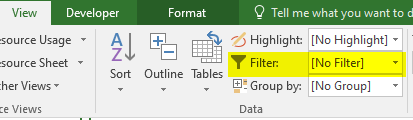 View Developer Format Tell me what you want to d
esource Usage
esource Sheet
ther Views
ce Views
Sort
Outline
Tables
Highlight: [No Highlight]
Filter: [No Filter]
Group by: [No Group]
Data